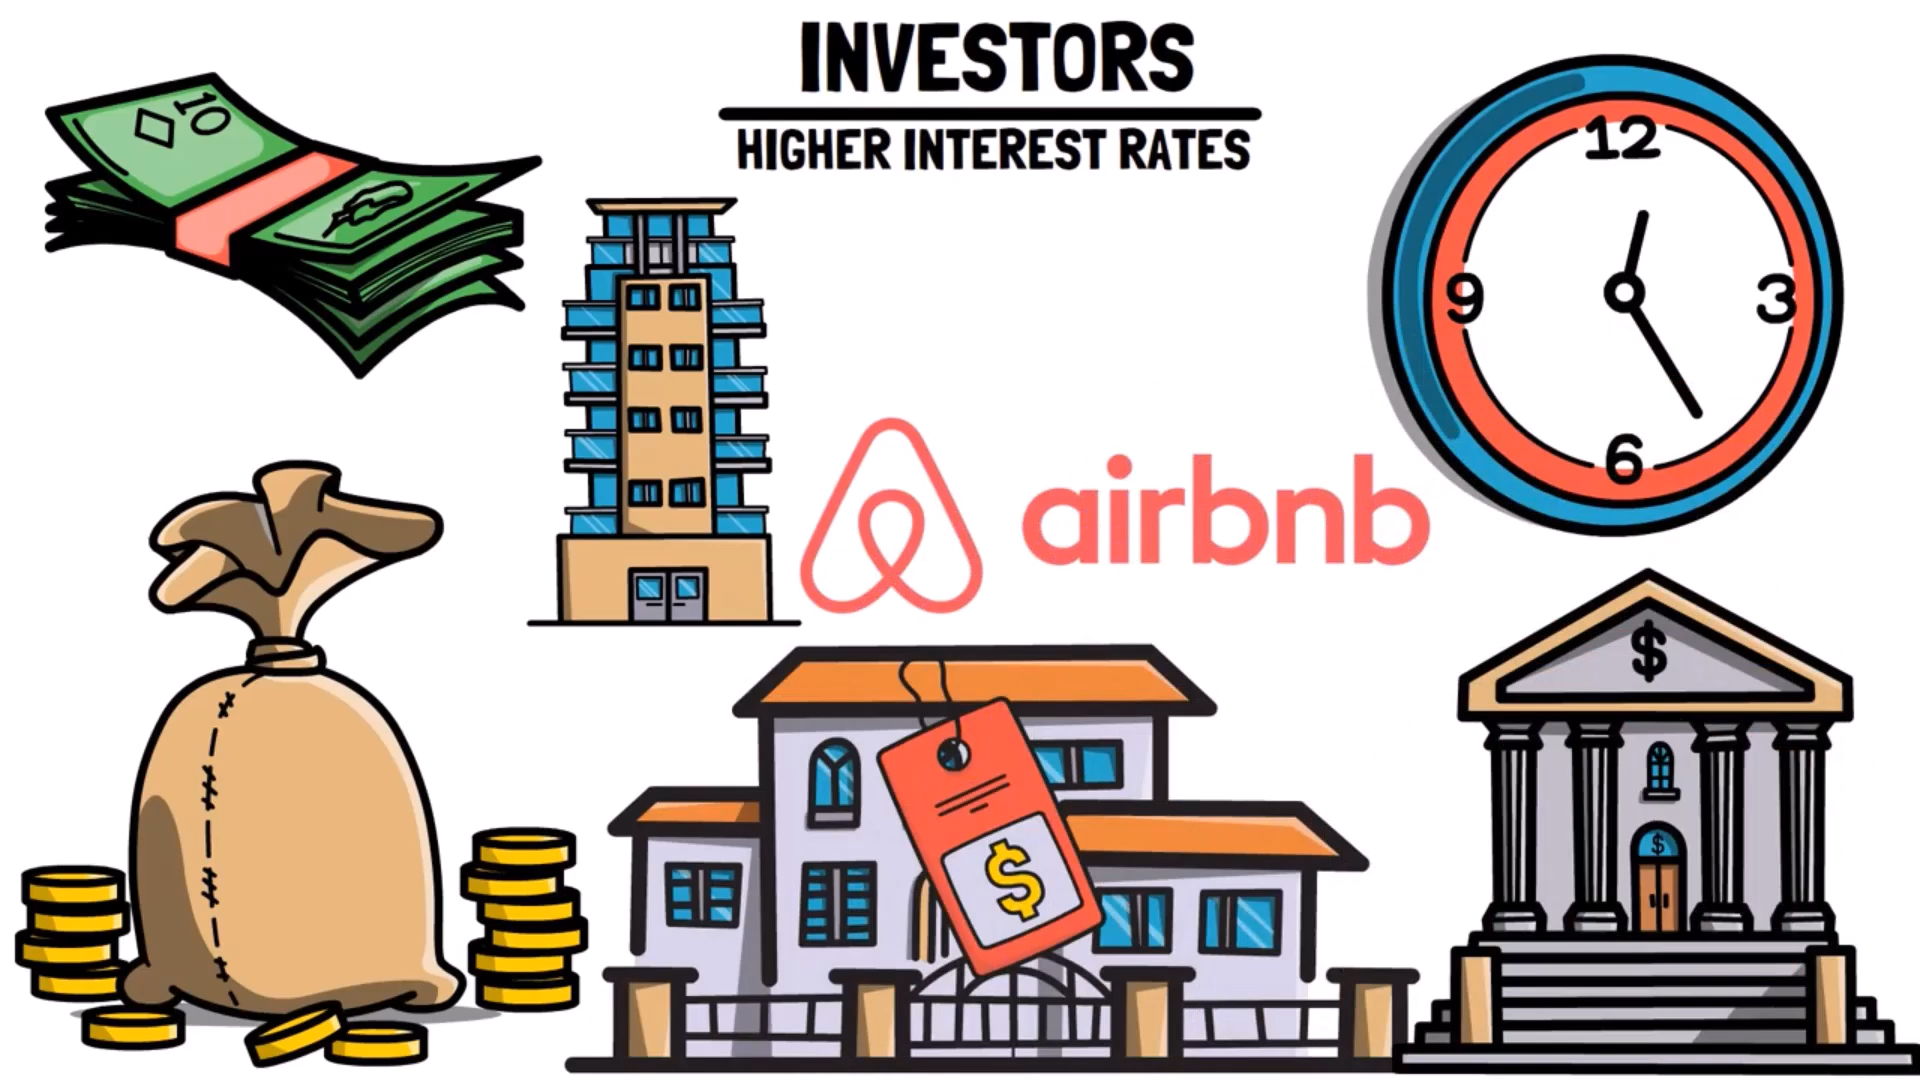 INVESTORS
HIGHER INTEREST RATES
10
12
9
3
6
airbnb
$
$
$